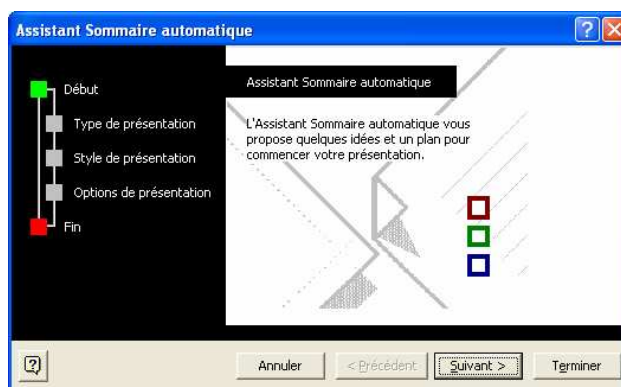 Assistant Sommaire automatique
Début
Type de présentation
Style de présentation
Options de présentation
Fin
Assistant Sommaire automatique
L'Assistant Sommaire automatique vous
propose quelques idées et un plan pour
commencer votre présentation.
?
Annuler
< Précédent
Suivant >
Terminer